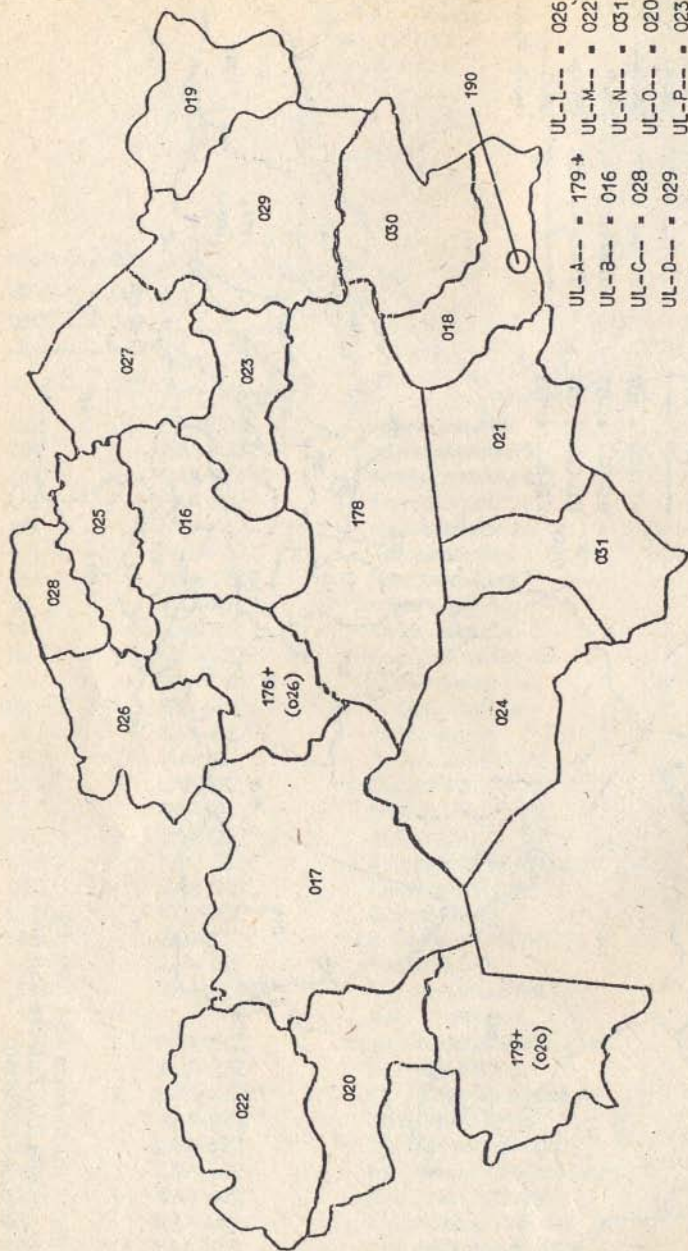 019
029
027
190
030
023
018
028
025
016
021
178
026
176+
(026)
031
024
017
022
020
179+
(020)
UL-A-- = 179+
UL-B-- = 016
UL-C-- = 028
UL-D-- = 029
UL-L-- = 026
UL-M-- = 022
UL-N-- = 031
UL-O-- = 020
UL-P-- = 023